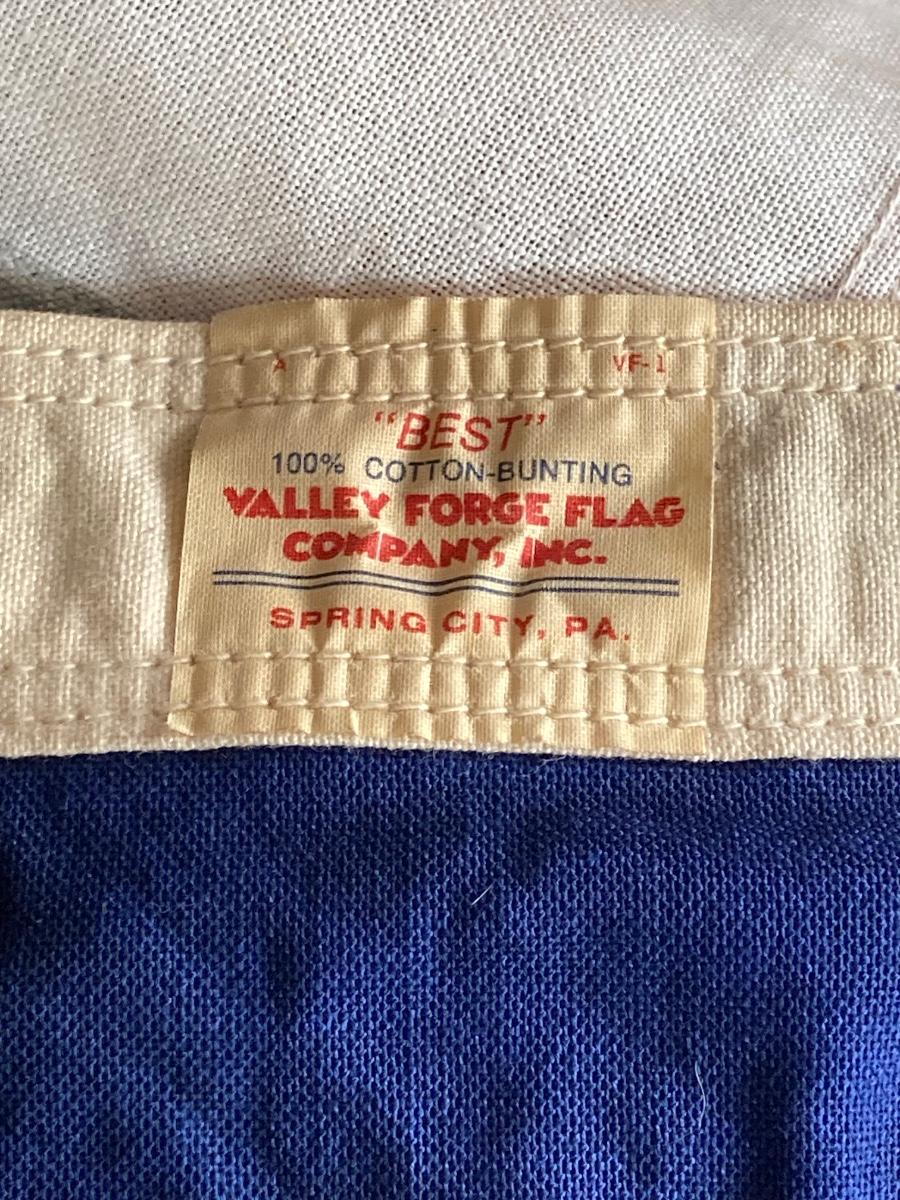 A VF-1
"BEST"
100% COTTON-BUNTING
VALLEY FORGE FLAG
COMPANY, INC.
SPRING CITY, PA.